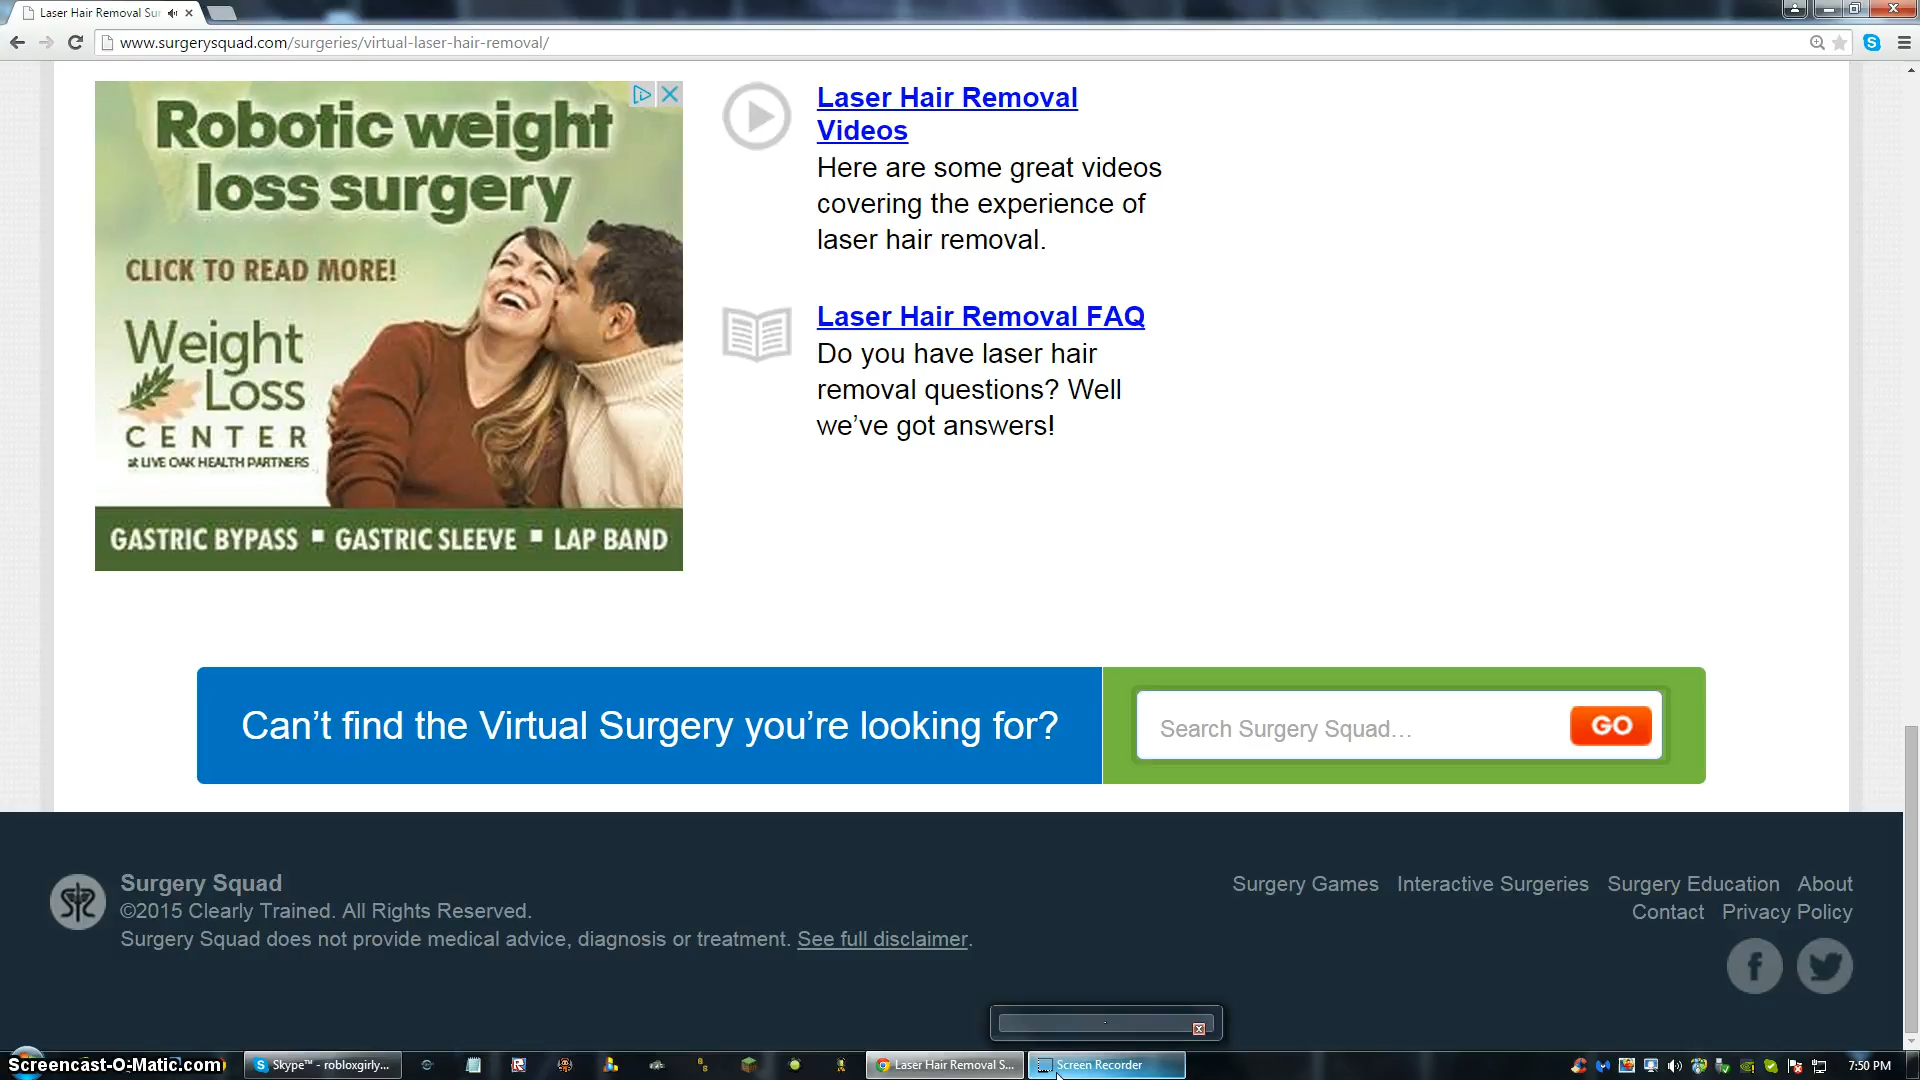 Laser Hair Removal Su
www.surgerysquad.com/surgeries/virtual-laser-hair-removal/
Robotic weight
loss surgery
CLICK TO READ MORE!
Weight
Loss
CENTER
at LIVE OAK HEALTH PARTNERS
GASTRIC BYPASS ▪ GASTRIC SLEEVE ▪ LAP BAND
Laser Hair Removal
Videos
Here are some great videos
covering the experience of
laser hair removal.
Laser Hair Removal FAQ
Do you have laser hair
removal questions? Well
we’ve got answers!
Can’t find the Virtual Surgery you’re looking for?
Search Surgery Squad…
GO
Surgery Squad
©2015 Clearly Trained. All Rights Reserved.
Surgery Squad does not provide medical advice, diagnosis or treatment. See full disclaimer.
Surgery Games Interactive Surgeries Surgery Education About
Contact Privacy Policy
Screencast-O-Matic.com
Skype™ - robloxgirly...
Laser Hair Removal S...
Screen Recorder
7:50 PM